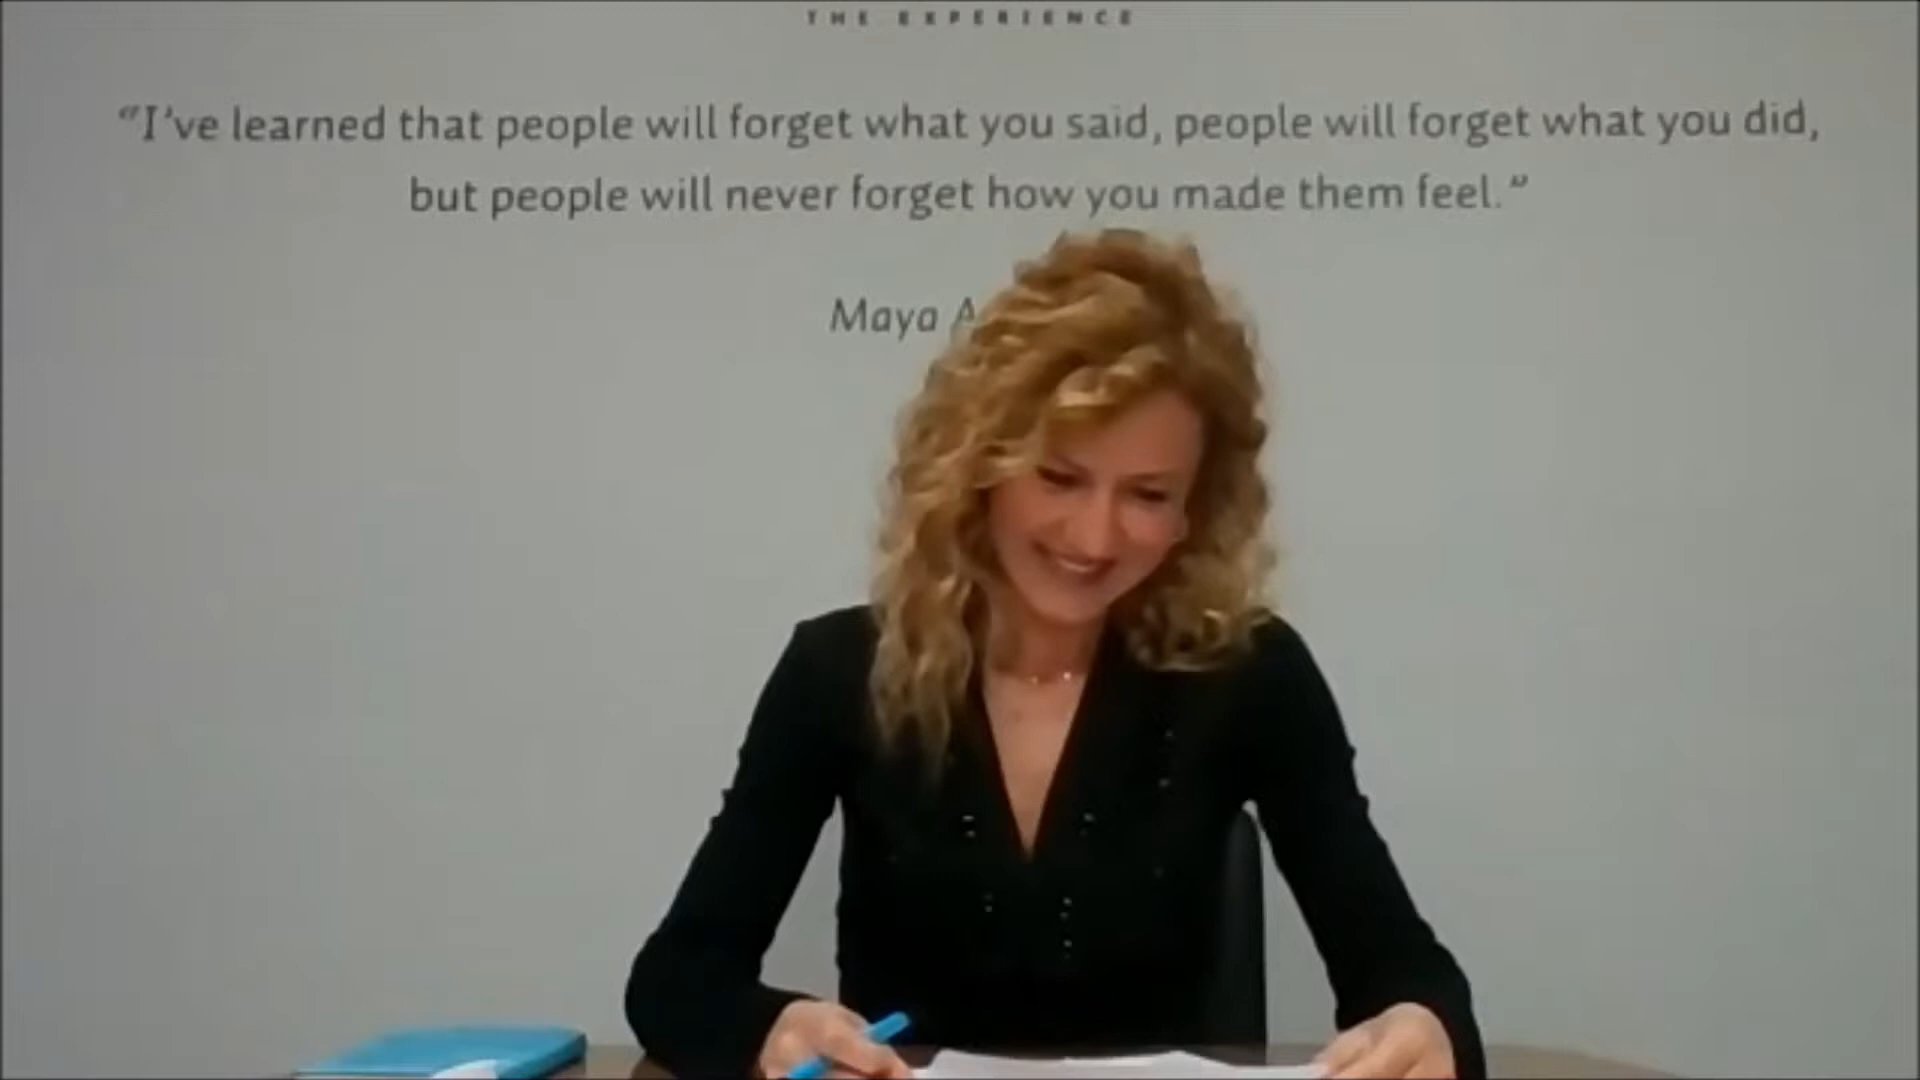 THE EXPERIENCE
“I’ve learned that people will forget what you said, people will forget what you did,
but people will never forget how you made them feel.”
Maya